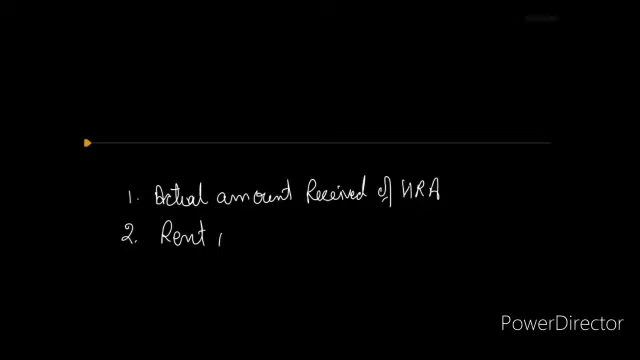 1. Actual amount Received of HRA
2. Rent
PowerDirector